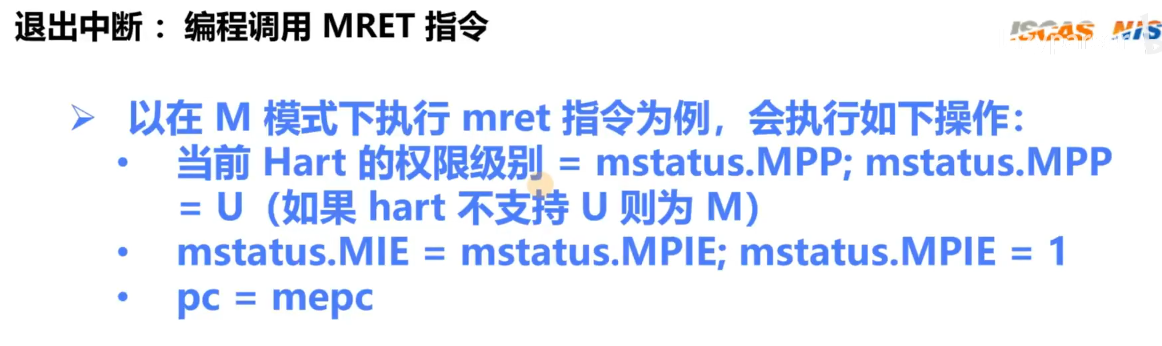 退出中断：编程调用 MRET 指令
ISCAS
➢ 以在 M 模式下执行 mret 指令为例，会执行如下操作：
• 当前 Hart 的权限级别 = mstatus.MPP; mstatus.MPP
= U（如果 hart 不支持 U 则为 M）
• mstatus.MIE = mstatus.MPIE; mstatus.MPIE = 1
• pc = mepc